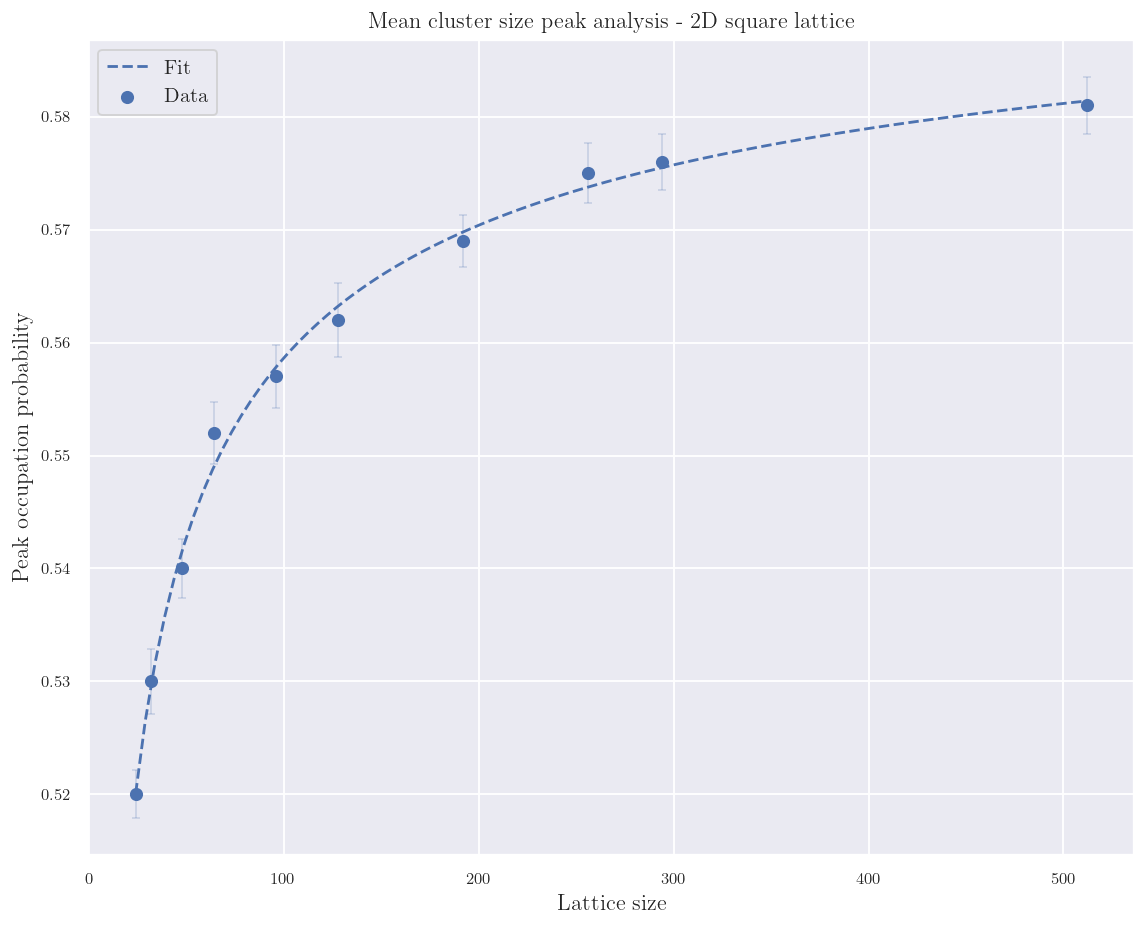 Mean cluster size peak analysis - 2D square lattice
Fit
Data
Peak occupation probability
0.58
0.57
0.56
0.55
0.54
0.53
0.52
0 100 200 300 400 500
Lattice size